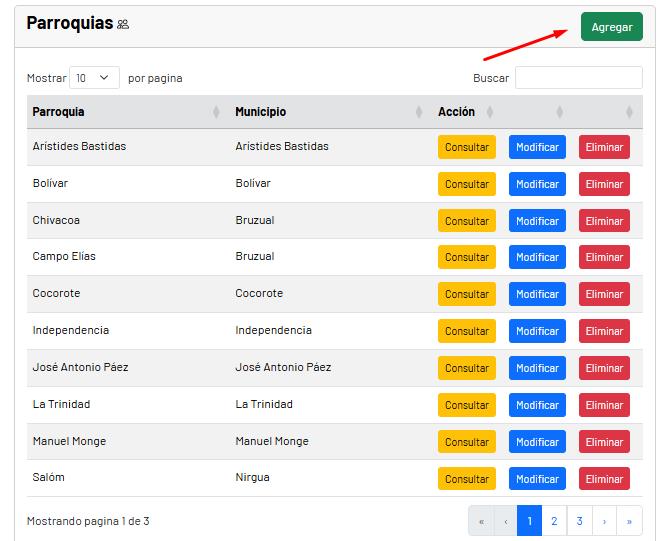 Parroquias
Agregar
Mostrar 10 por pagina
Buscar
Parroquia Municipio Acción
Arístides Bastidas Arístides Bastidas Consultar Modificar Eliminar
Bolívar Bolívar Consultar Modificar Eliminar
Chivacoa Bruzual Consultar Modificar Eliminar
Campo Elías Bruzual Consultar Modificar Eliminar
Cocorote Cocorote Consultar Modificar Eliminar
Independencia Independencia Consultar Modificar Eliminar
José Antonio Páez José Antonio Páez Consultar Modificar Eliminar
La Trinidad La Trinidad Consultar Modificar Eliminar
Manuel Monge Manuel Monge Consultar Modificar Eliminar
Salóm Nirgua Consultar Modificar Eliminar
Mostrando pagina 1 de 3 « ‹ 1 2 3 › »